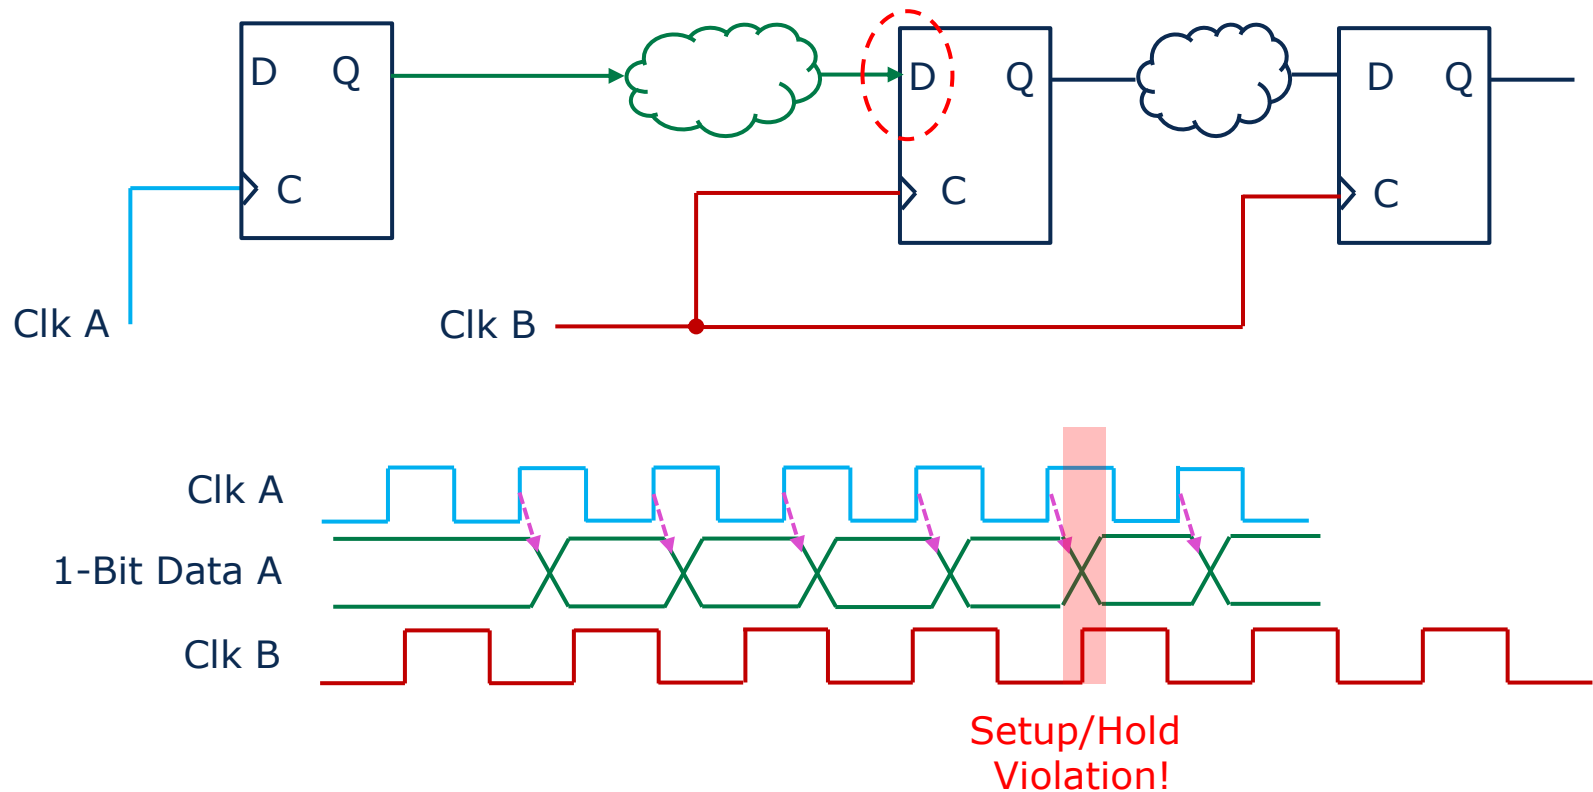 D Q
C
D Q
C
D Q
C
Clk A
Clk B
Clk A
1-Bit Data A
Clk B
Setup/Hold
Violation!